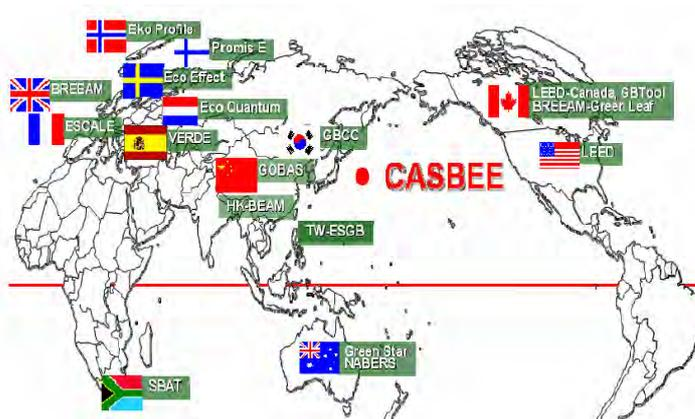 Eko Profile
Promis E
BREEAM
Eco Effect
LEED-Canada, GBTool
BREEAM-Green Leaf
Eco Quantum
ESCALE
VERDE
GBCC
LEED
GOBAS
CASBEE
HK-BEAM
TW-ESGB
Green Star
NABERS
SBAT